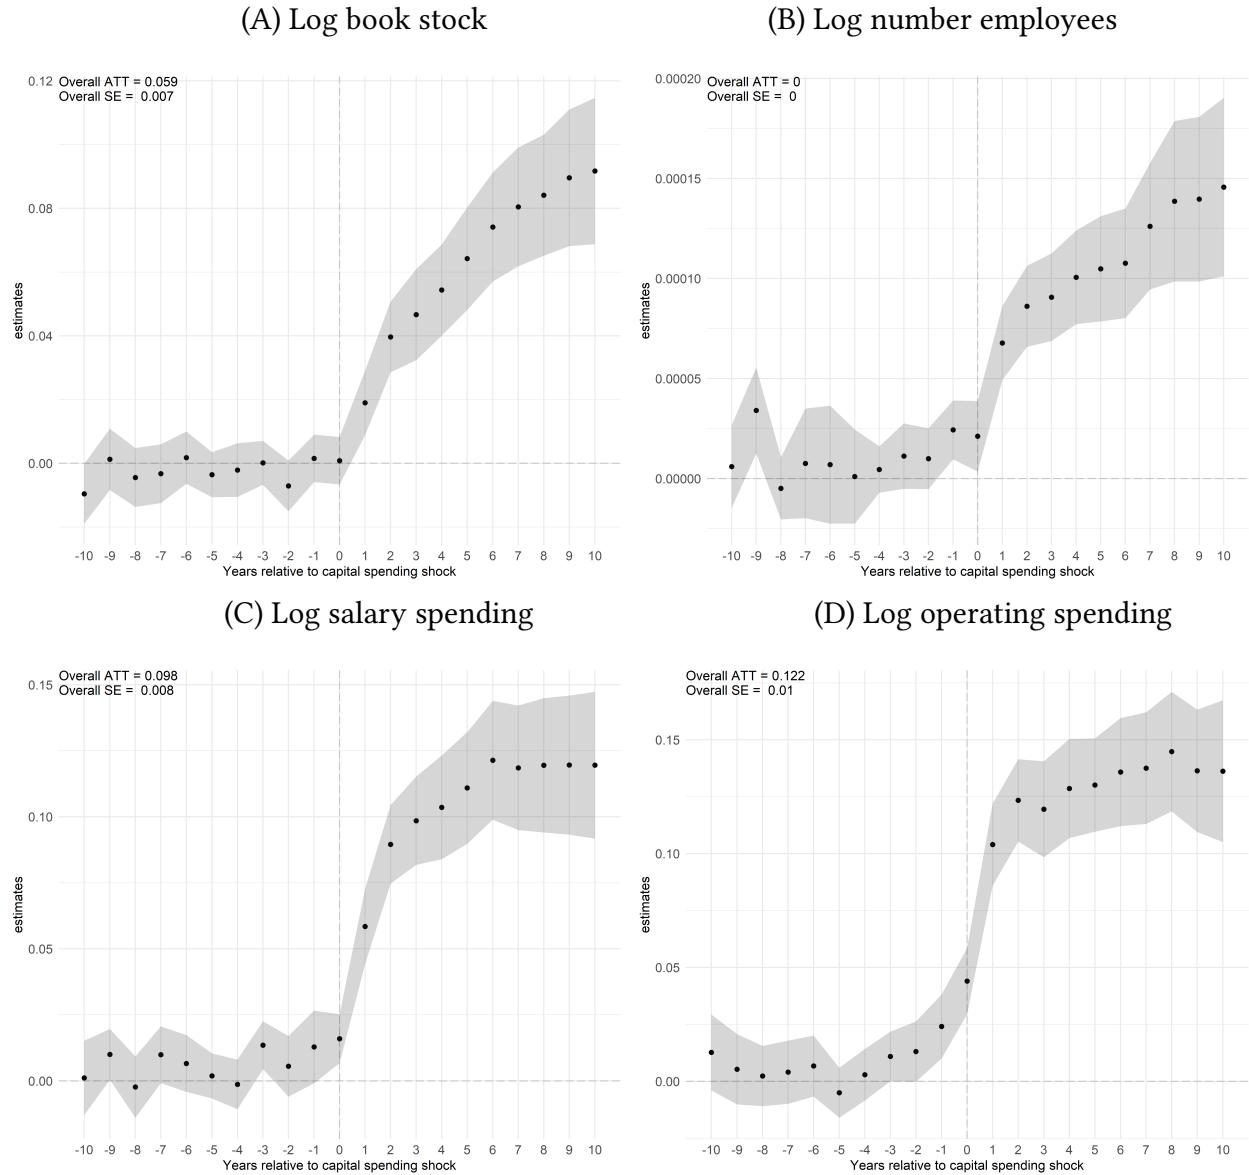 (A) Log book stock
Overall ATT = 0.059
Overall SE = 0.007
0.12
0.08
0.04
0.00
estimates
-10 -9 -8 -7 -6 -5 -4 -3 -2 -1 0 1 2 3 4 5 6 7 8 9 10
Years relative to capital spending shock
(B) Log number employees
Overall ATT = 0
Overall SE = 0
0.00020
0.00015
0.00010
0.00005
0.00000
estimates
-10 -9 -8 -7 -6 -5 -4 -3 -2 -1 0 1 2 3 4 5 6 7 8 9 10
Years relative to capital spending shock
(C) Log salary spending
Overall ATT = 0.098
Overall SE = 0.008
0.15
0.10
0.05
0.00
estimates
-10 -9 -8 -7 -6 -5 -4 -3 -2 -1 0 1 2 3 4 5 6 7 8 9 10
Years relative to capital spending shock
(D) Log operating spending
Overall ATT = 0.122
Overall SE = 0.01
0.15
0.10
0.05
0.00
estimates
-10 -9 -8 -7 -6 -5 -4 -3 -2 -1 0 1 2 3 4 5 6 7 8 9 10
Years relative to capital spending shock